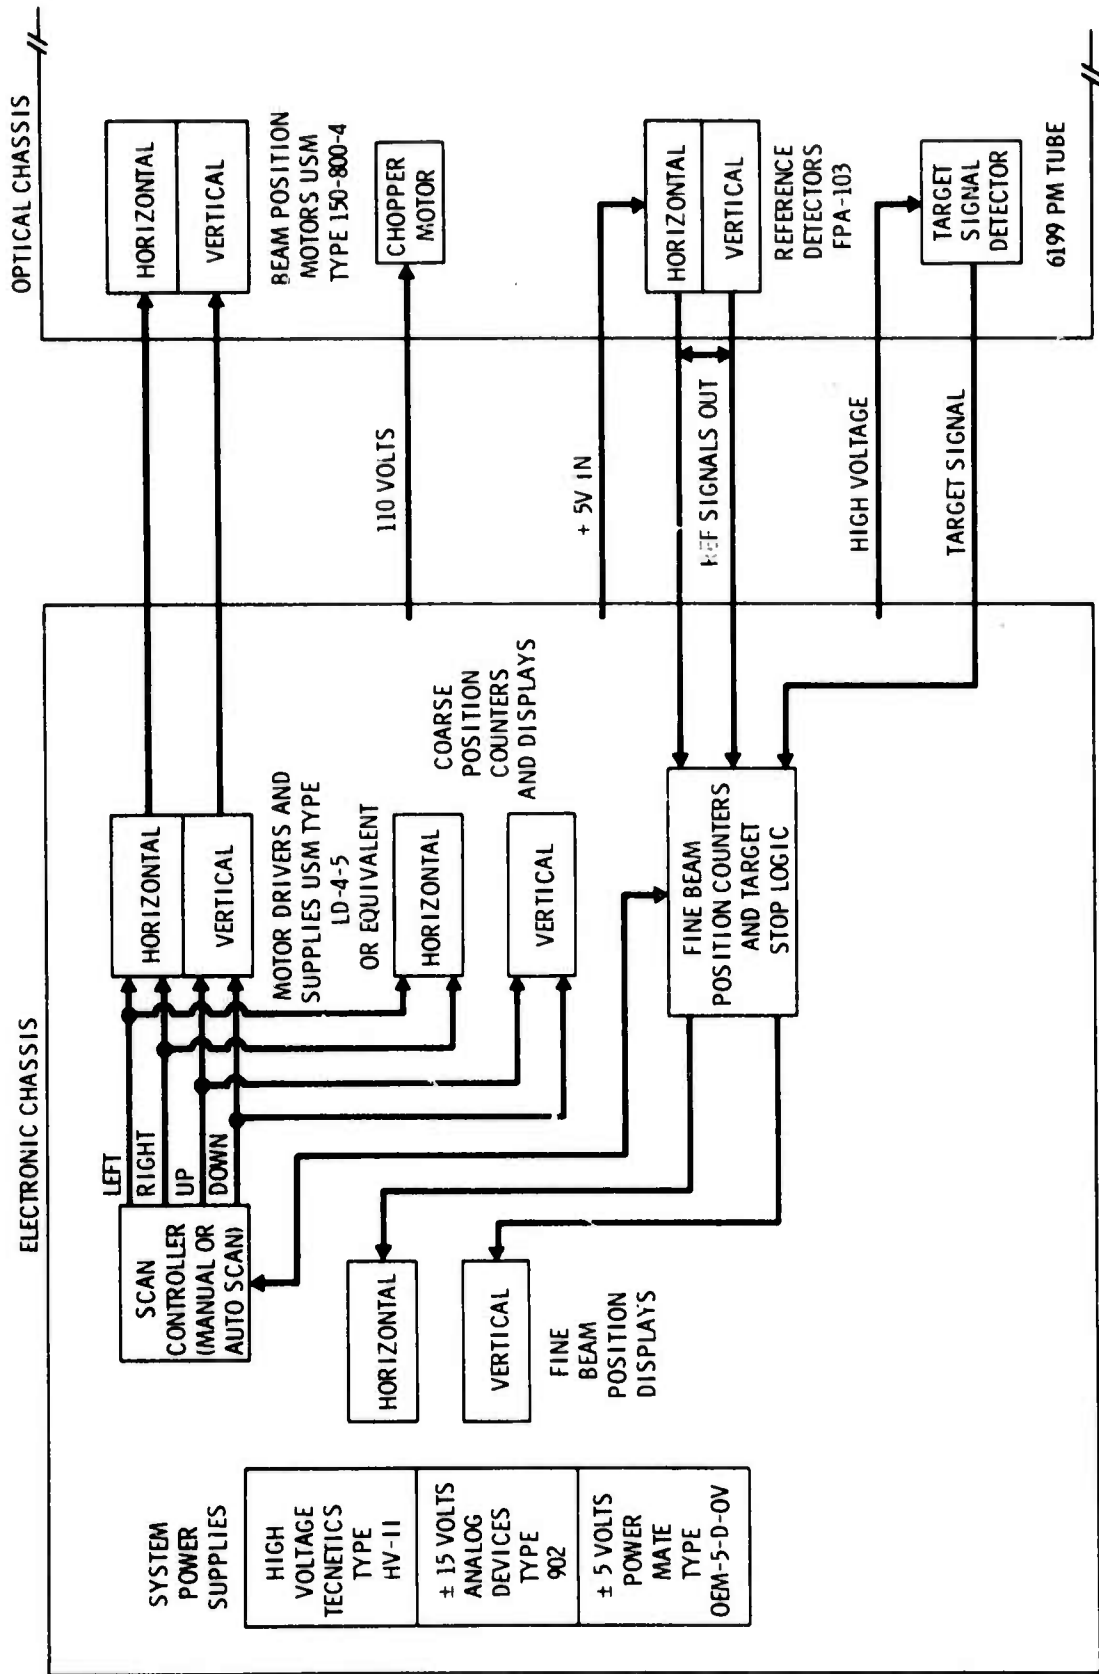 ELECTRONIC CHASSIS
OPTICAL CHASSIS
SYSTEM
POWER
SUPPLIES
HIGH
VOLTAGE
TECNETICS
TYPE
HV-11
± 15 VOLTS
ANALOG
DEVICES
TYPE
902
± 5 VOLTS
POWER
MATE
TYPE
OEM-5-D-OV
SCAN
CONTROLLER
(MANUAL OR
AUTO SCAN)
LEFT
RIGHT
UP
DOWN
HORIZONTAL
VERTICAL
MOTOR DRIVERS AND
SUPPLIES USM TYPE
LD-4-5
OR EQUIVALENT
HORIZONTAL
VERTICAL
COARSE
POSITION
COUNTERS
AND DISPLAYS
HORIZONTAL
VERTICAL
FINE
BEAM
POSITION
DISPLAYS
FINE BEAM
POSITION COUNTERS
AND TARGET
STOP LOGIC
110 VOLTS
+ 5V IN
REF SIGNALS OUT
HIGH VOLTAGE
TARGET SIGNAL
HORIZONTAL
VERTICAL
BEAM POSITION
MOTORS USM
TYPE 150-800-4
CHOPPER
MOTOR
HORIZONTAL
VERTICAL
REFERENCE
DETECTORS
FPA-103
TARGET
SIGNAL
DETECTOR
6199 PM TUBE